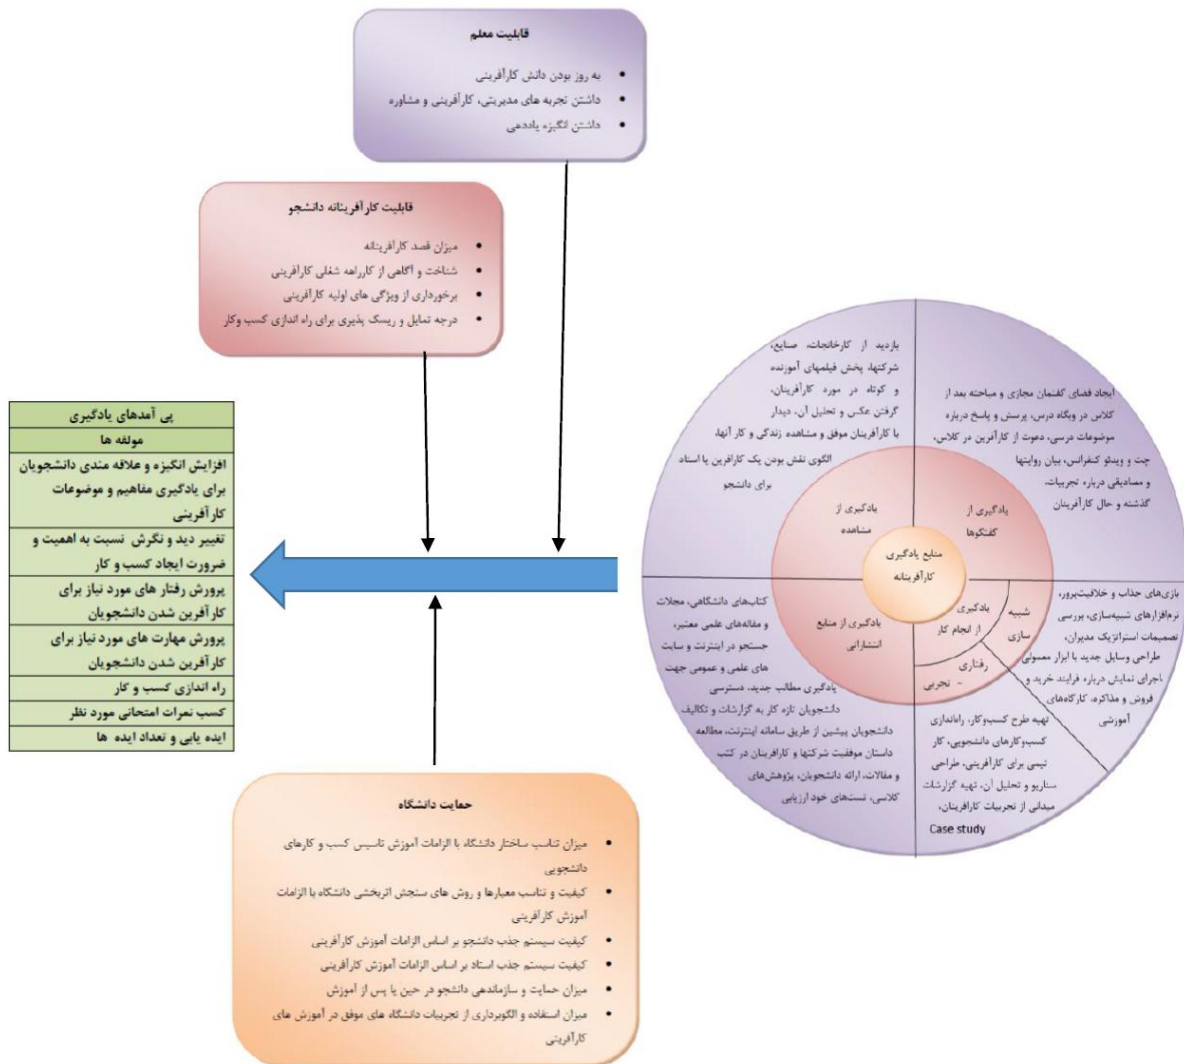 قابلیت معلم
• به روز بودن دانش کارآفرینی
• داشتن تجربه های مدیریتی، کارآفرینی و مشاوره
• داشتن انگیزه یاددهی
قابلیت کارآفرینانه دانشجو
• میزان قصد کارآفرینانه
• شناخت و آگاهی از کارراهه شغلی کارآفرینی
• برخورداری از ویژگی های اولیه کارآفرینی
• درجه تمایل و ریسک پذیری برای راه اندازی کسب وکار
ایجاد فضای گفتمان مجازی و مباحثه بعد از
کلاس در وبگاه درس، پرسش و پاسخ درباره
موضوعات درسی، دعوت از کارآفرین در کلاس،
چت و ویدئو کنفرانس، بیان روایتها
و مصادیقی درباره تجربیات،
گذشته و حال کارآفرینان
بازدید از کارخانجات، صنایع،
شرکتها، پخش فیلمهای آموزنده
و کوتاه در مورد کارآفرینان،
گرفتن عکس و تحلیل آن، دیدار
با کارآفرینان موفق و مشاهده زندگی و کار آنها،
الگوی نقش بودن یک کارافرین یا استاد
برای دانشجو
یادگیری از
گفتگوها
یادگیری از
مشاهده
منابع یادگیری
کارآفرینانه
یادگیری
از انجام کار
شبیه
سازی
رفتاری
- تجربی
یادگیری از منابع
انتشاراتی
بازی‌های جذاب و خلاقیت‌پرور،
نرم‌افزارهای شبیه‌سازی، بررسی
تصمیمات استراتژیک مدیران،
طراحی وسایل جدید با ابزار معمولی
،اجرای نمایش درباره فرآیند خرید و
فروش و مذاکره، کارگاه‌های
آموزشی
تهیه طرح کسب‌وکار، راه‌اندازی
کسب‌وکارهای دانشجویی، کار
تیمی برای کارآفرینی، طراحی
سناریو و تحلیل آن، تهیه گزارشات
میدانی از تجربیات کارافرینان،
Case study
کتاب‌های دانشگاهی، مجلات
و مقاله‌های علمی معتبر،
جستجو در اینترنت و سایت
های علمی و عمومی جهت
یادگیری مطالب جدید، دسترسی
دانشجویان تازه کار به گزارشات و تکالیف
دانشجویان پیشین از طریق سامانه اینترنت، مطالعه
داستان موفقیت شرکتها و کارافرینان در کتب
و مقالات، ارائه دانشجویان، پژوهش‌های
کلاسی، تست‌های خود ارزیابی
پی آمدهای یادگیری
مولفه ها
افزایش انگیزه و علاقه مندی دانشجویان
برای یادگیری مفاهیم و موضوعات
کارآفرینی
تغییر دید و نگرش نسبت به اهمیت و
ضرورت ایجاد کسب و کار
پرورش رفتار های مورد نیاز برای
کارآفرین شدن دانشجویان
پرورش مهارت های مورد نیاز برای
کارآفرین شدن دانشجویان
راه اندازی کسب و کار
کسب نمرات امتحانی مورد نظر
ایده یابی و تعداد ایده ها
حمایت دانشگاه
• میزان تناسب ساختار دانشگاه با الزامات آموزش تاسیس کسب و کارهای
دانشجویی
• کیفیت و تناسب معیارها و روش های سنجش اثربخشی دانشگاه با الزامات
آموزش کارآفرینی
• کیفیت سیستم جذب دانشجو بر اساس الزامات آموزش کارآفرینی
• کیفیت سیستم جذب استاد بر اساس الزامات آموزش کارآفرینی
• میزان حمایت و سازماندهی دانشجو در حین یا پس از آموزش
• میزان استفاده و الگوبرداری از تجربیات دانشگاه های موفق در آموزش های
کارآفرینی